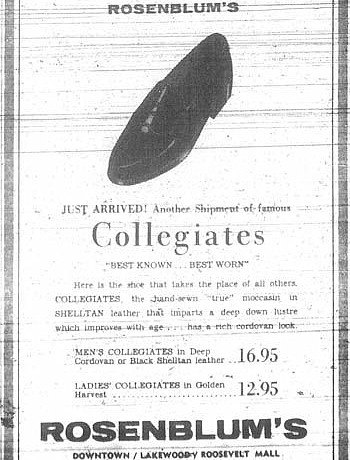 ROSENBLUM'S
JUST ARRIVED! Another Shipment of famous
Collegiates
"BEST KNOWN . . . BEST WORN"
Here is the shoe that takes the place of all others.
COLLEGIATES, the hand-sewn "true" moccasin in
SHELLTAN leather that imparts a deep down lustre
which improves with age . . . has a rich cordovan look.
MEN'S COLLEGIATES in Deep
Cordovan or Black Shelltan leather .. 16.95
LADIES' COLLEGIATES in Golden
Harvest .................. 12.95
ROSENBLUM'S
DOWNTOWN / LAKEWOOD / ROOSEVELT MALL